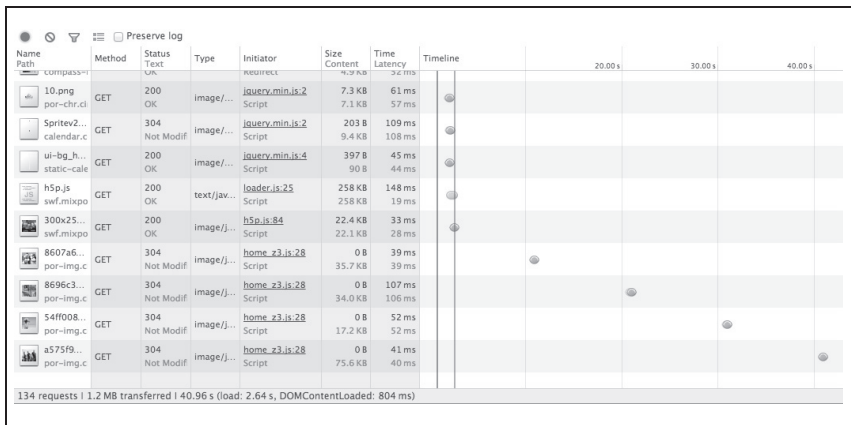 Preserve log
Name Path Method Status Text Type Initiator Size Content Time Latency Timeline 20.00 s 30.00 s 40.00 s
compass-i OK Redirect 4.9 KB 52 ms
10.png GET 200 image/... jquery.min.js:2 7.3 KB 61 ms
por-chr.ci OK Script 7.1 KB 57 ms
Spritev2... GET 304 image/... jquery.min.js:2 203 B 109 ms
calendar.c Not Modif Script 9.4 KB 108 ms
ui-bg_h... GET 200 image/... jquery.min.js:4 397 B 45 ms
static-cale OK Script 90 B 44 ms
h5p.js GET 200 text/jav... loader.js:25 258 KB 148 ms
swf.mixpo OK Script 258 KB 19 ms
300x25... GET 200 image/j... h5p.js:84 22.4 KB 33 ms
swf.mixpo OK Script 22.1 KB 28 ms
8607a6... GET 304 image/j... home_z3.js:28 0 B 39 ms
por-img.c Not Modif Script 35.7 KB 39 ms
8696c3... GET 304 image/j... home_z3.js:28 0 B 107 ms
por-img.c Not Modif Script 34.0 KB 106 ms
54ff008... GET 304 image/j... home_z3.js:28 0 B 52 ms
por-img.c Not Modif Script 17.2 KB 52 ms
a575f9... GET 304 image/j... home_z3.js:28 0 B 41 ms
por-img.c Not Modif Script 75.6 KB 40 ms
134 requests | 1.2 MB transferred | 40.96 s (load: 2.64 s, DOMContentLoaded: 804 ms)